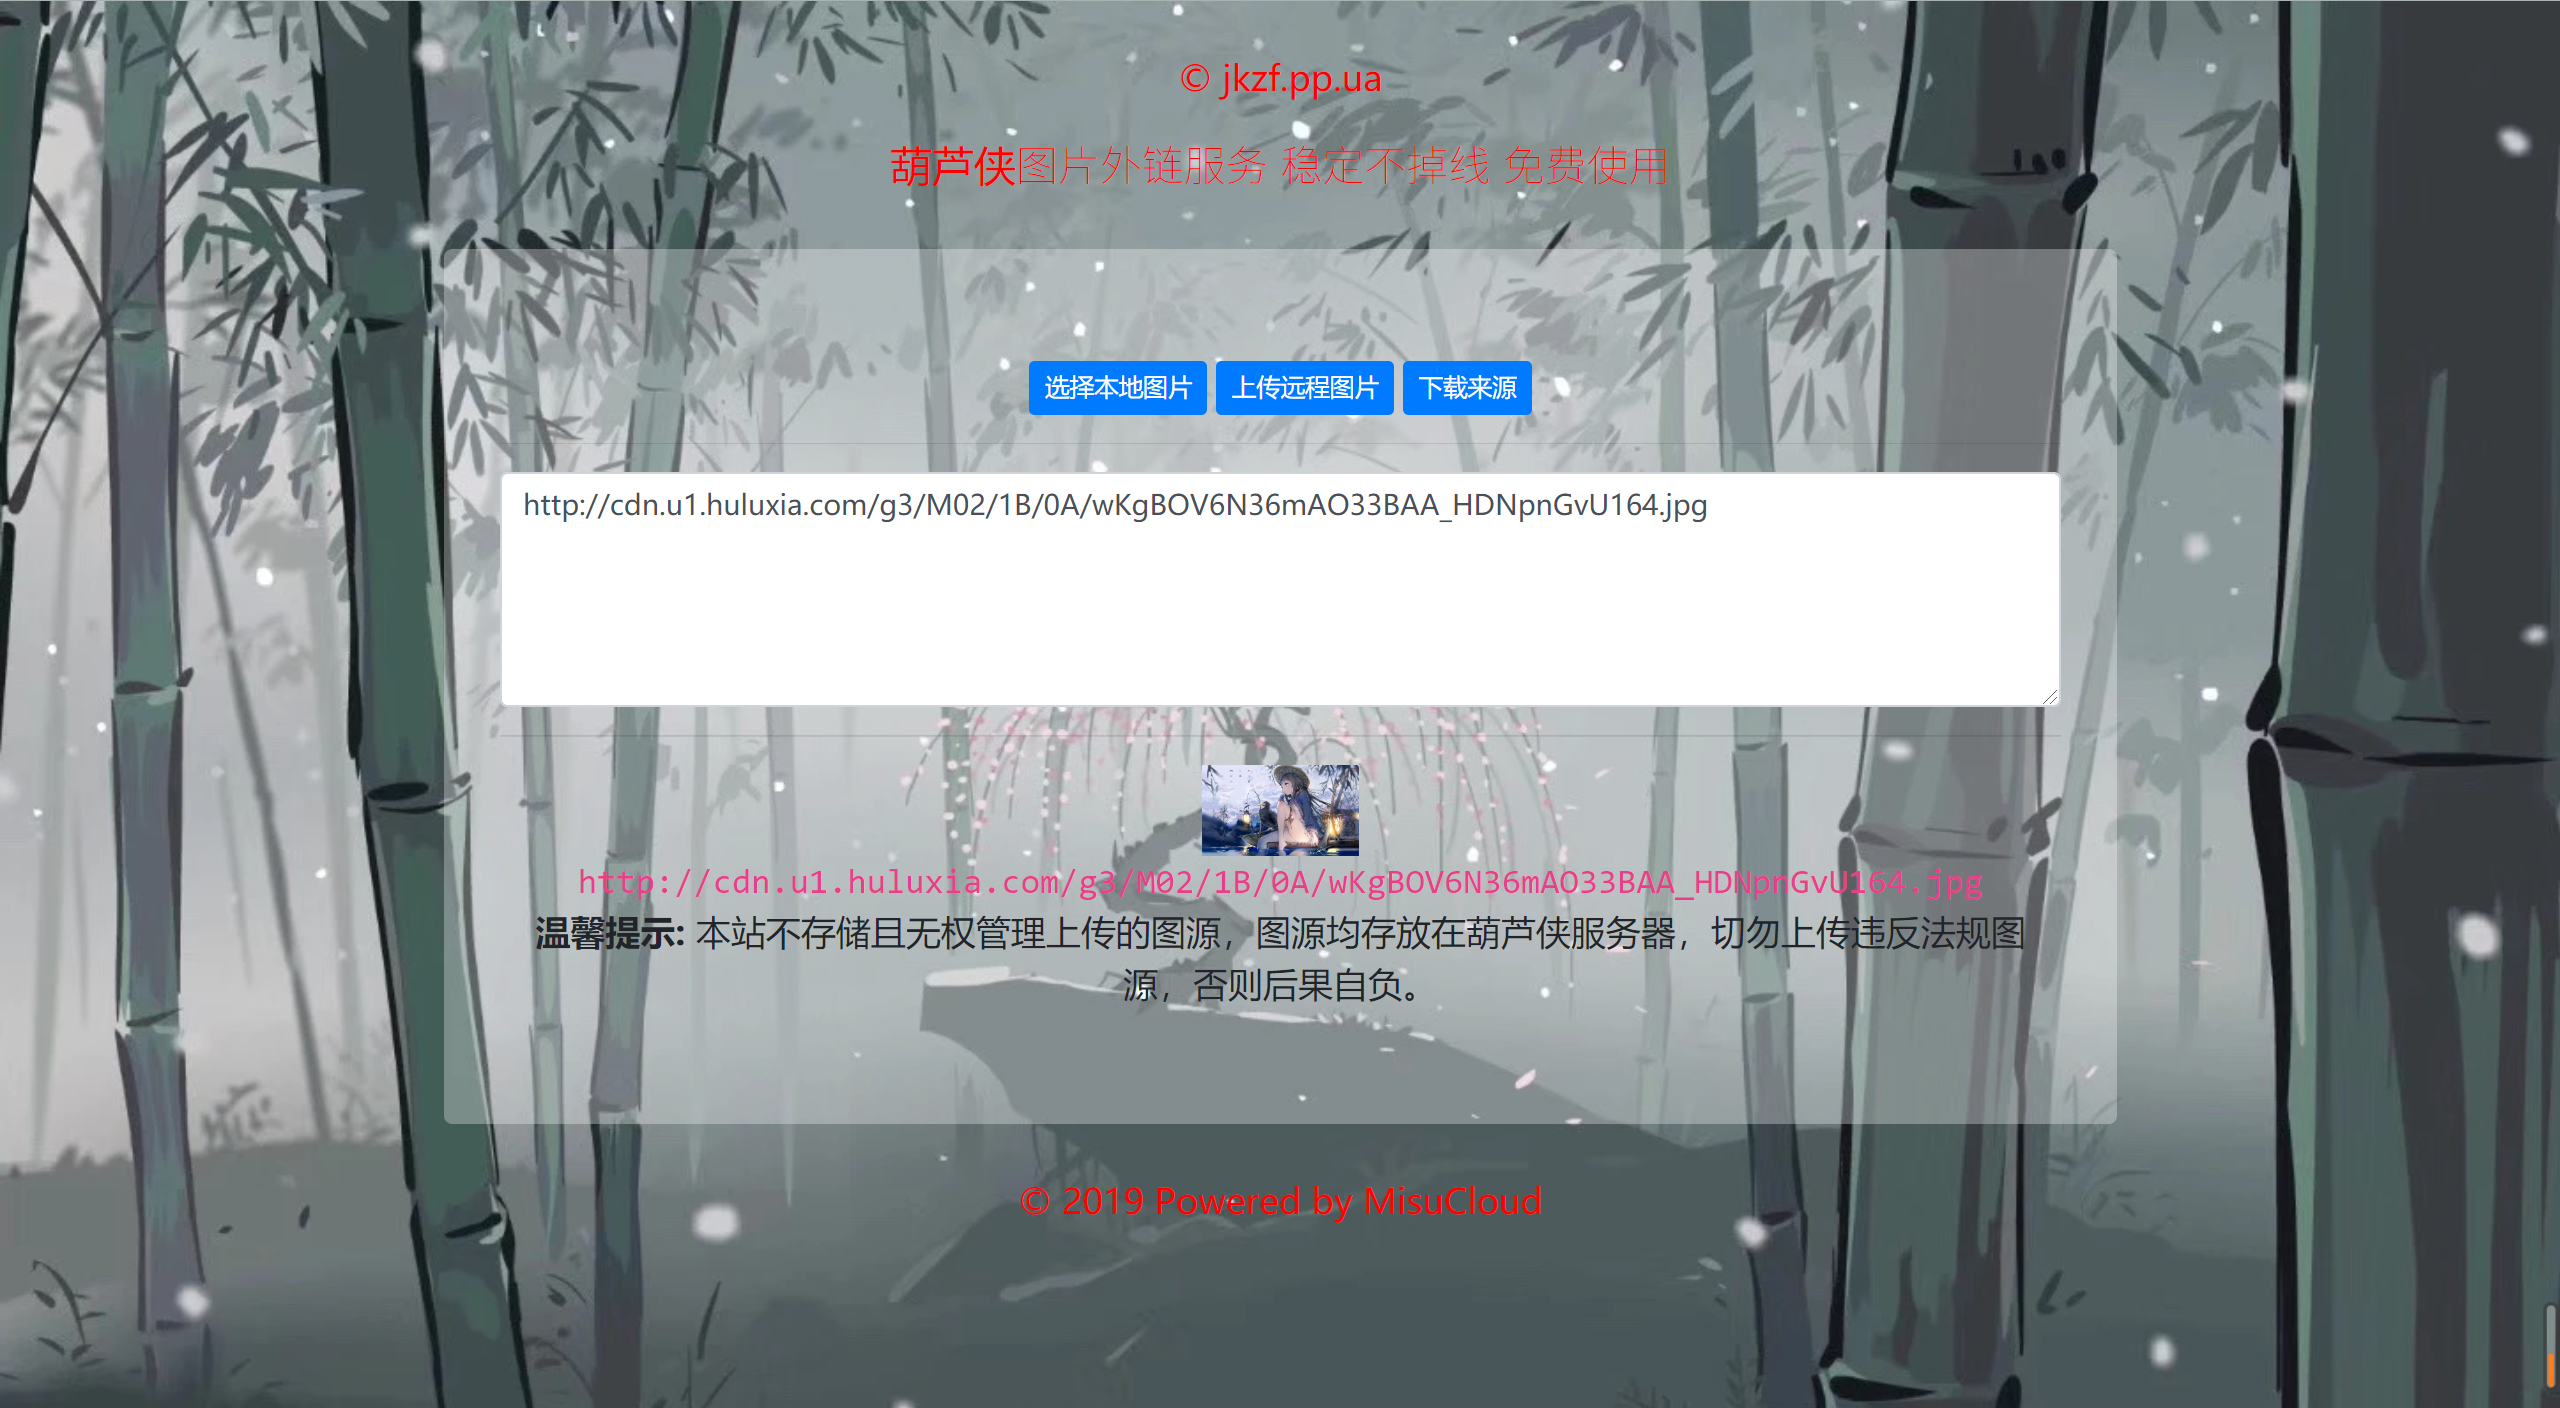 © jkzf.pp.ua
葫芦侠图片外链服务 稳定不掉线 免费使用
选择本地图片 上传远程图片 下载来源
http://cdn.u1.huluxia.com/g3/M02/1B/0A/wKgBOV6N36mAO33BAA_HDNpnGvU164.jpg
http://cdn.u1.huluxia.com/g3/M02/1B/0A/wKgBOV6N36mAO33BAA_HDNpnGvU164.jpg
温馨提示: 本站不存储且无权管理上传的图源，图源均存放在葫芦侠服务器，切勿上传违反法规图
源，否则后果自负。
© 2019 Powered by MisuCloud